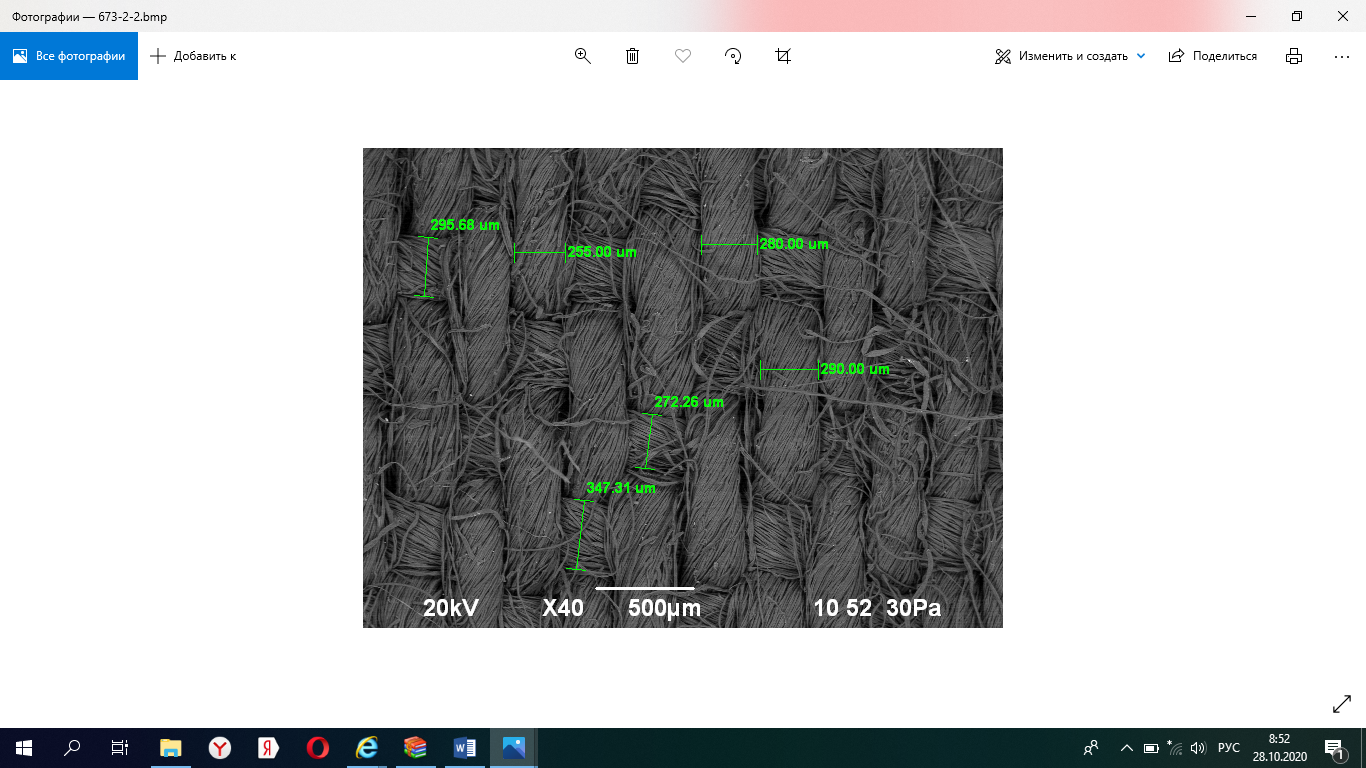 Фотографии — 673-2-2.bmp
Все фотографии
Добавить к
Изменить и создать
Поделиться
295.68 um
255.00 um
280.00 um
290.00 um
272.26 um
347.31 um
20kV X40 500µm 10 52 30Pa
РУС
8:52
28.10.2020
1